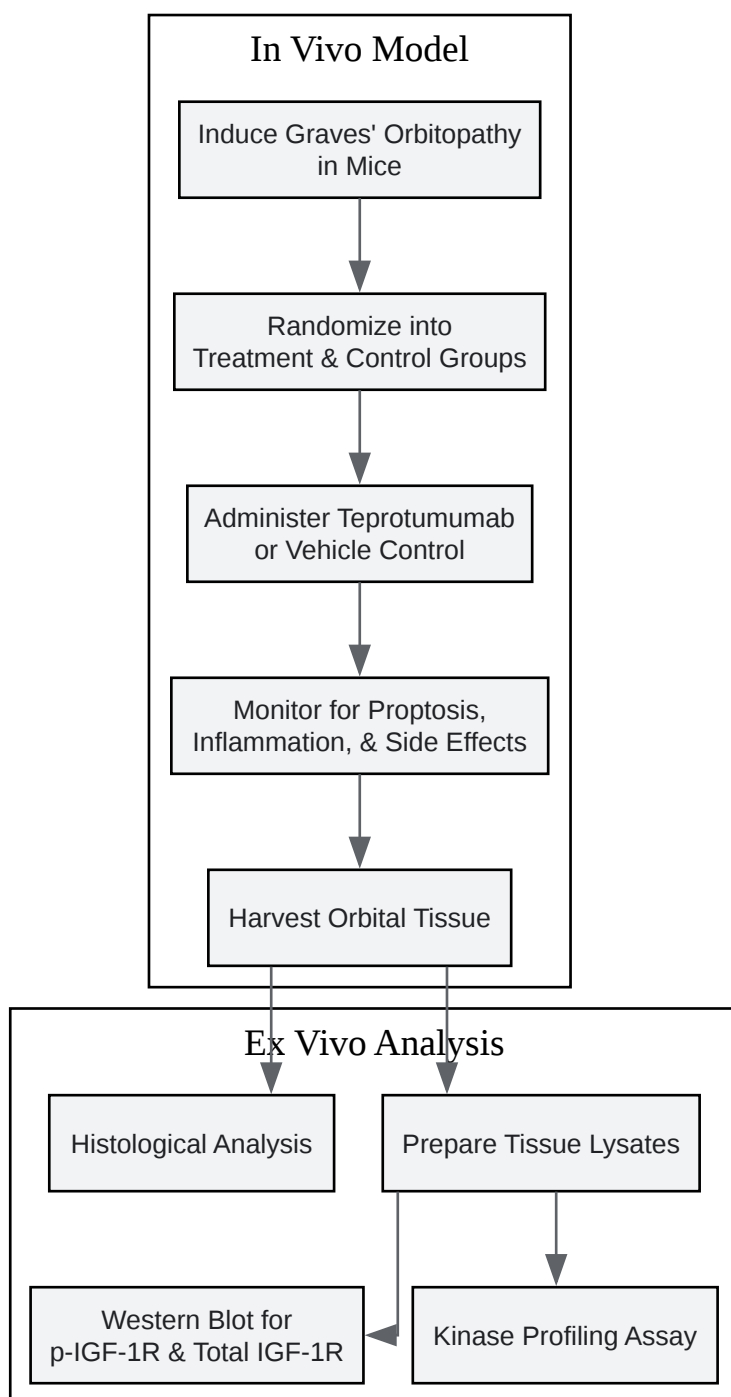 In Vivo Model
Induce Graves' Orbitopathy
in Mice
Randomize into
Treatment & Control Groups
Administer Teprotumumab
or Vehicle Control
Monitor for Proptosis,
Inflammation, & Side Effects
Harvest Orbital Tissue
Ex Vivo Analysis
Histological Analysis
Prepare Tissue Lysates
Western Blot for
p-IGF-1R & Total IGF-1R
Kinase Profiling Assay